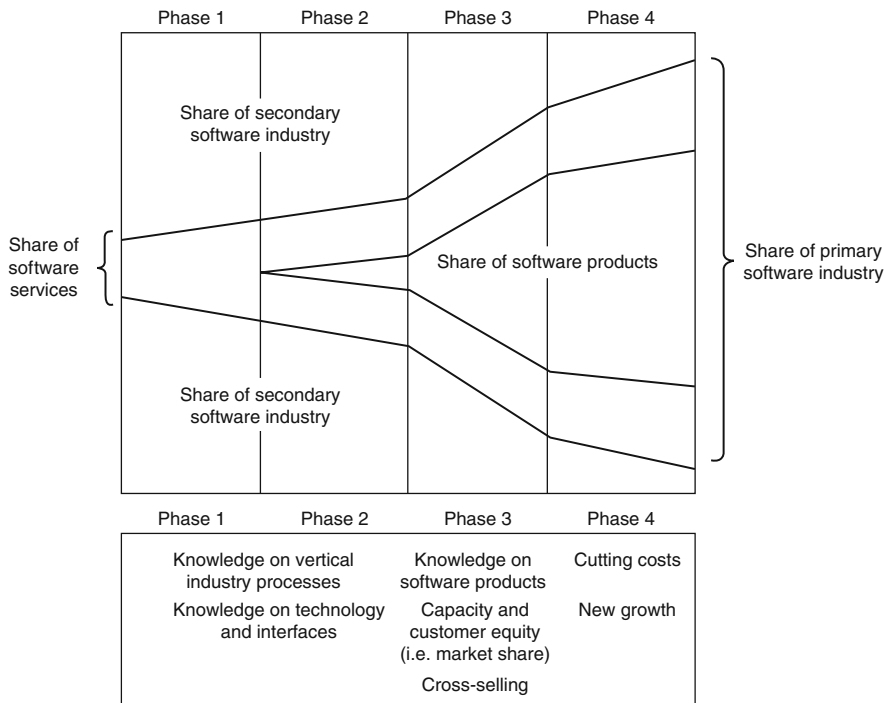 Phase 1
Phase 2
Phase 3
Phase 4
Share of secondary
software industry
Share of
software
services
Share of software products
Share of primary
software industry
Share of secondary
software industry
Phase 1
Phase 2
Phase 3
Phase 4
Knowledge on vertical
industry processes
Knowledge on technology
and interfaces
Knowledge on
software products
Capacity and
customer equity
(i.e. market share)
Cross-selling
Cutting costs
New growth